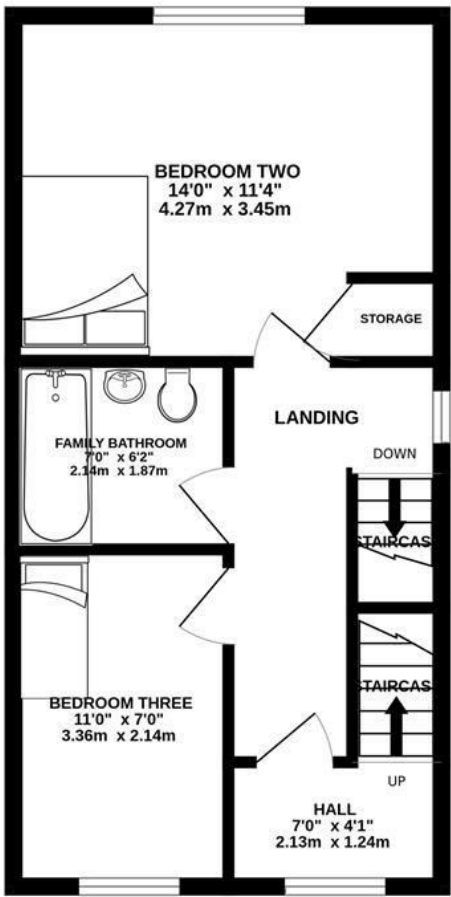 BEDROOM TWO
14'0" x 11'4"
4.27m x 3.45m
STORAGE
LANDING
DOWN
FAMILY BATHROOM
7'0" x 6'2"
2.14m x 1.87m
STAIRCAS
STAIRCAS
BEDROOM THREE
11'0" x 7'0"
3.36m x 2.14m
UP
HALL
7'0" x 4'1"
2.13m x 1.24m